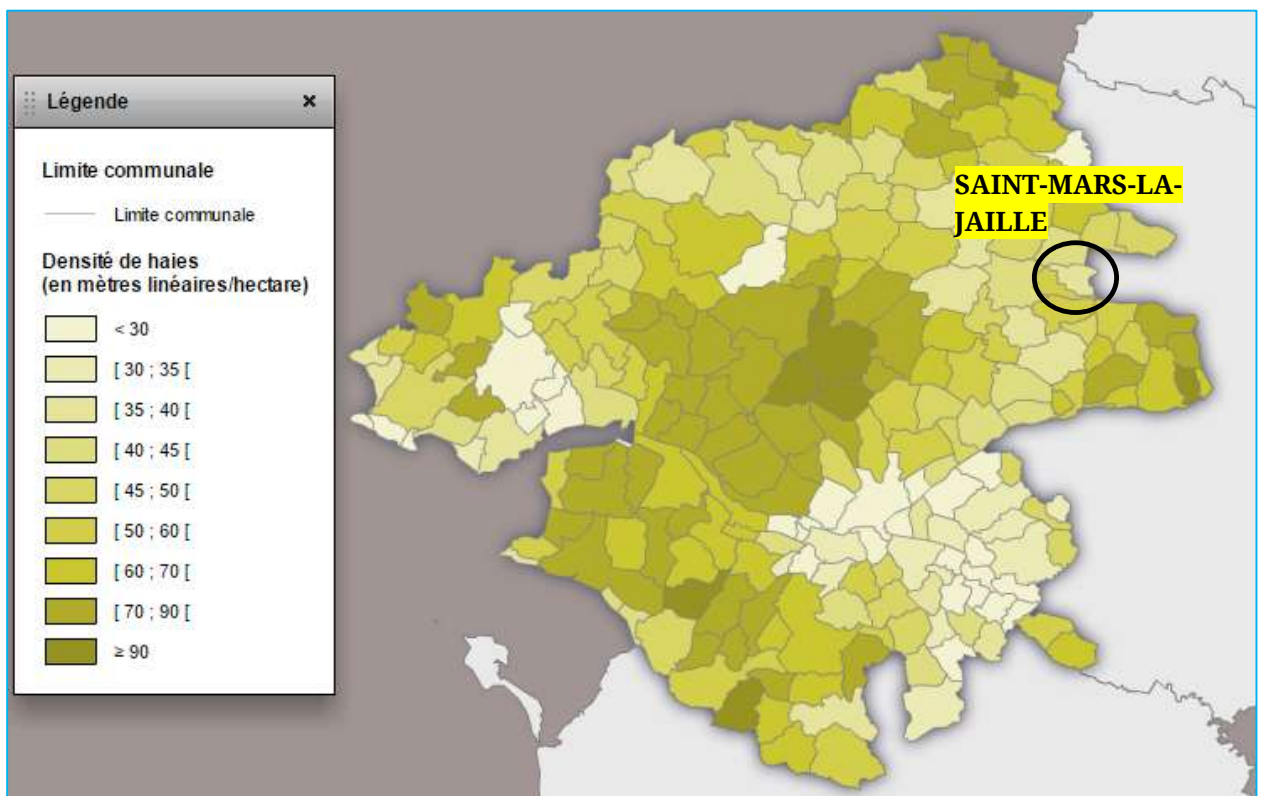 Légende ×
Limite communale
Limite communale
Densité de haies
(en mètres linéaires/hectare)
< 30
[ 30 ; 35 [
[ 35 ; 40 [
[ 40 ; 45 [
[ 45 ; 50 [
[ 50 ; 60 [
[ 60 ; 70 [
[ 70 ; 90 [
≥ 90
SAINT-MARS-LA-
JAILLE